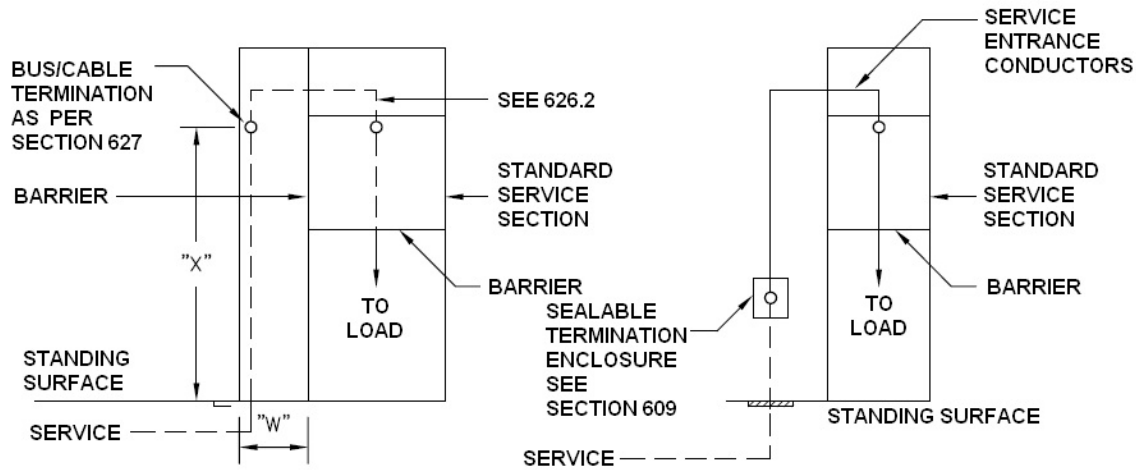 BUS/CABLE
TERMINATION
AS PER
SECTION 627
BARRIER
"X"
STANDING
SURFACE
SERVICE
"W"
SEE 626.2
STANDARD
SERVICE
SECTION
BARRIER
TO
LOAD
SERVICE
ENTRANCE
CONDUCTORS
STANDARD
SERVICE
SECTION
BARRIER
SEALABLE
TERMINATION
ENCLOSURE
SEE
SECTION 609
TO
LOAD
STANDING SURFACE
SERVICE